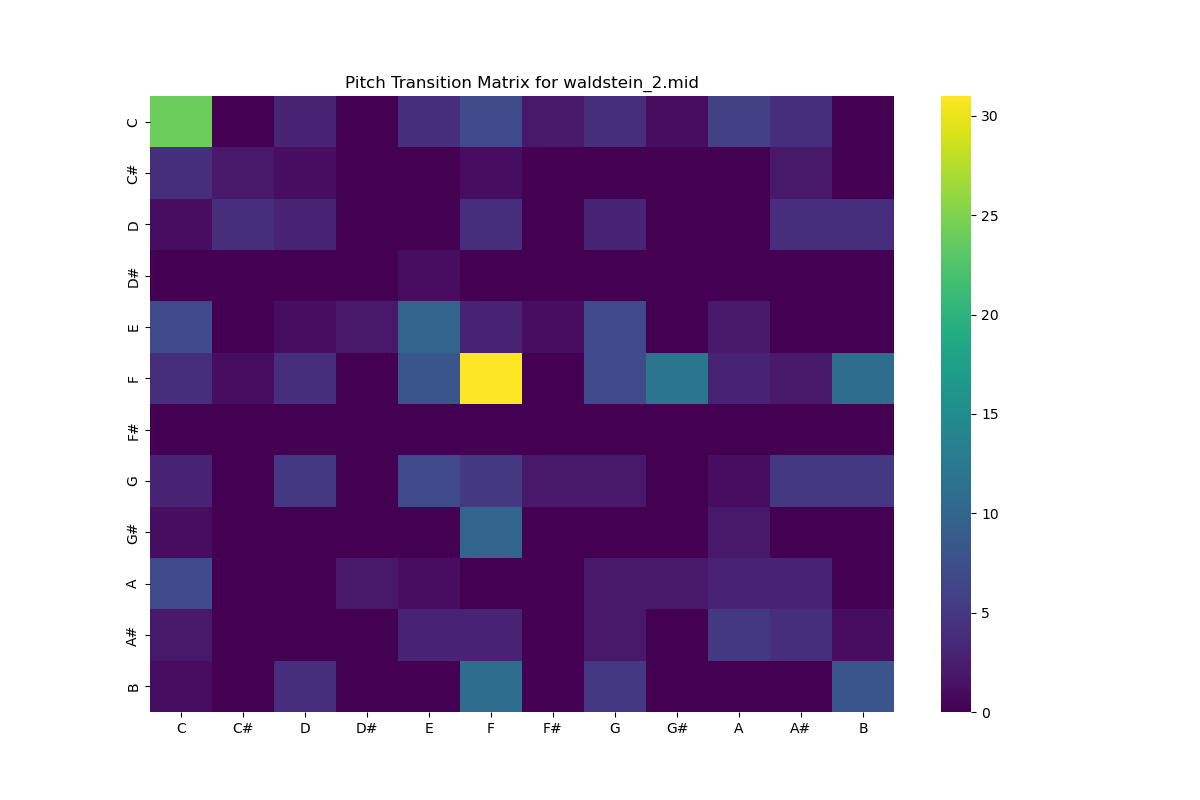 Pitch Transition Matrix for waldstein_2.mid
C
C#
D
D#
E
F
F#
G
G#
A
A#
B
C C# D D# E F F# G G# A A# B
30
25
20
15
10
5
0